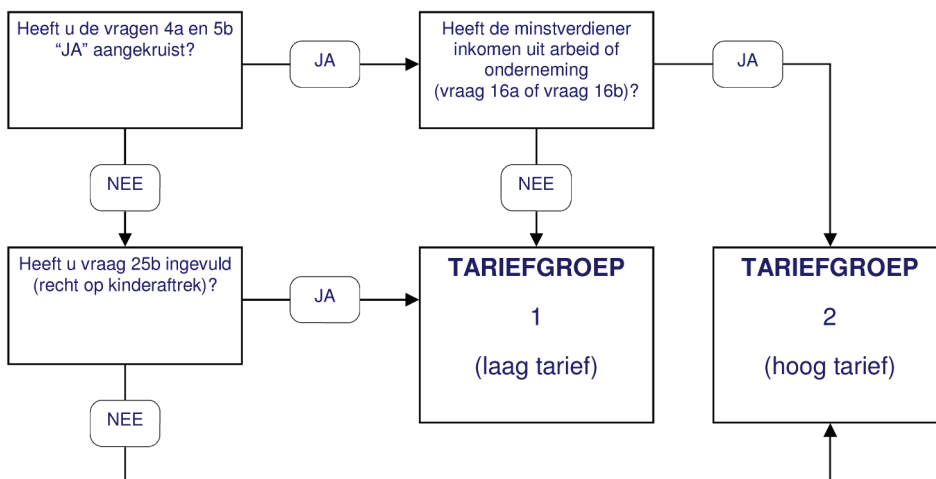 Heeft u de vragen 4a en 5b
“JA” aangekruist?
JA
Heeft de minstverdiener
inkomen uit arbeid of
onderneming
(vraag 16a of vraag 16b)?
JA
NEE
NEE
Heeft u vraag 25b ingevuld
(recht op kinderaftrek)?
JA
TARIEFGROEP
1
(laag tarief)
TARIEFGROEP
2
(hoog tarief)
NEE